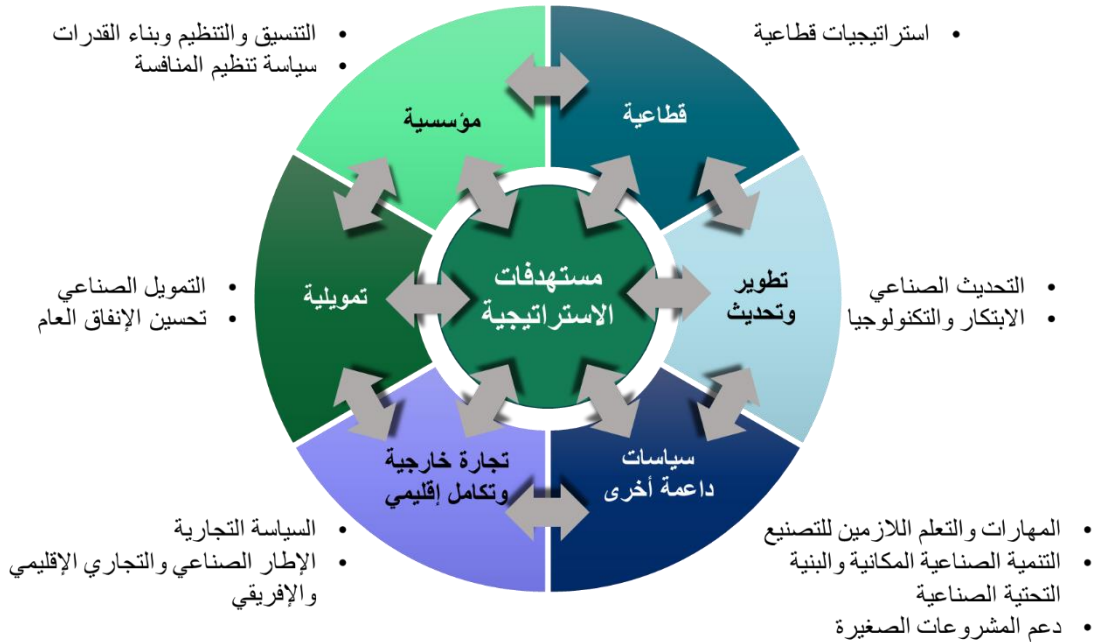 • استراتيجيات قطاعية
• التنسيق والتنظيم وبناء القدرات
• سياسة تنظيم المنافسة
قطاعية
مؤسسية
تطوير
وتحديث
• التحديث الصناعي
• الابتكار والتكنولوجيا
مستهدفات
الاستراتيجية
تمويلية
• التمويل الصناعي
• تحسين الإنفاق العام
سياسات
داعمة أخرى
• المهارات والتعلم اللازمين للتصنيع
• التنمية الصناعية المكانية والبنية
التحتية الصناعية
• دعم المشروعات الصغيرة
تجارة خارجية
وتكامل إقليمي
• السياسة التجارية
• الإطار الصناعي والتجاري الإقليمي
والإفريقي